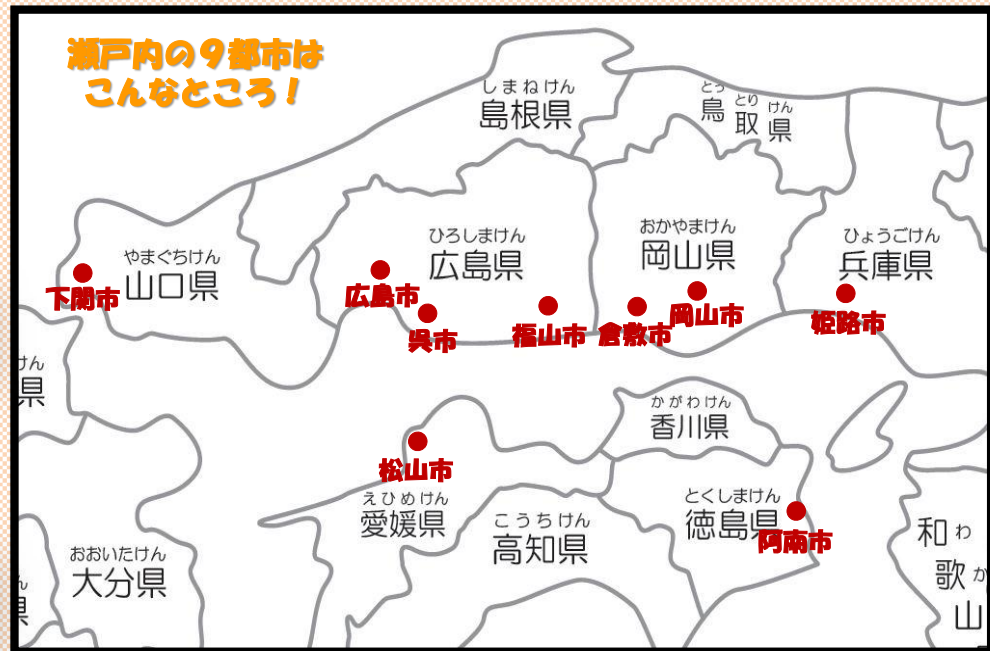 瀬戸内の9都市は
こんなところ!
しまねけん
島根県
とっ とり けん
鳥取県
やまぐちけん
山口県
下関市
ひろしまけん
広島県
広島市
呉市
福山市
おかやまけん
岡山県
倉敷市
岡山市
ひょうごけん
兵庫県
姫路市
けん
県
かがわけん
香川県
松山市
えひめけん
愛媛県
こうちけん
高知県
とくしまけん
徳島県
阿南市
おおいたけん
大分県
ん
県
和 わ
歌 か
山